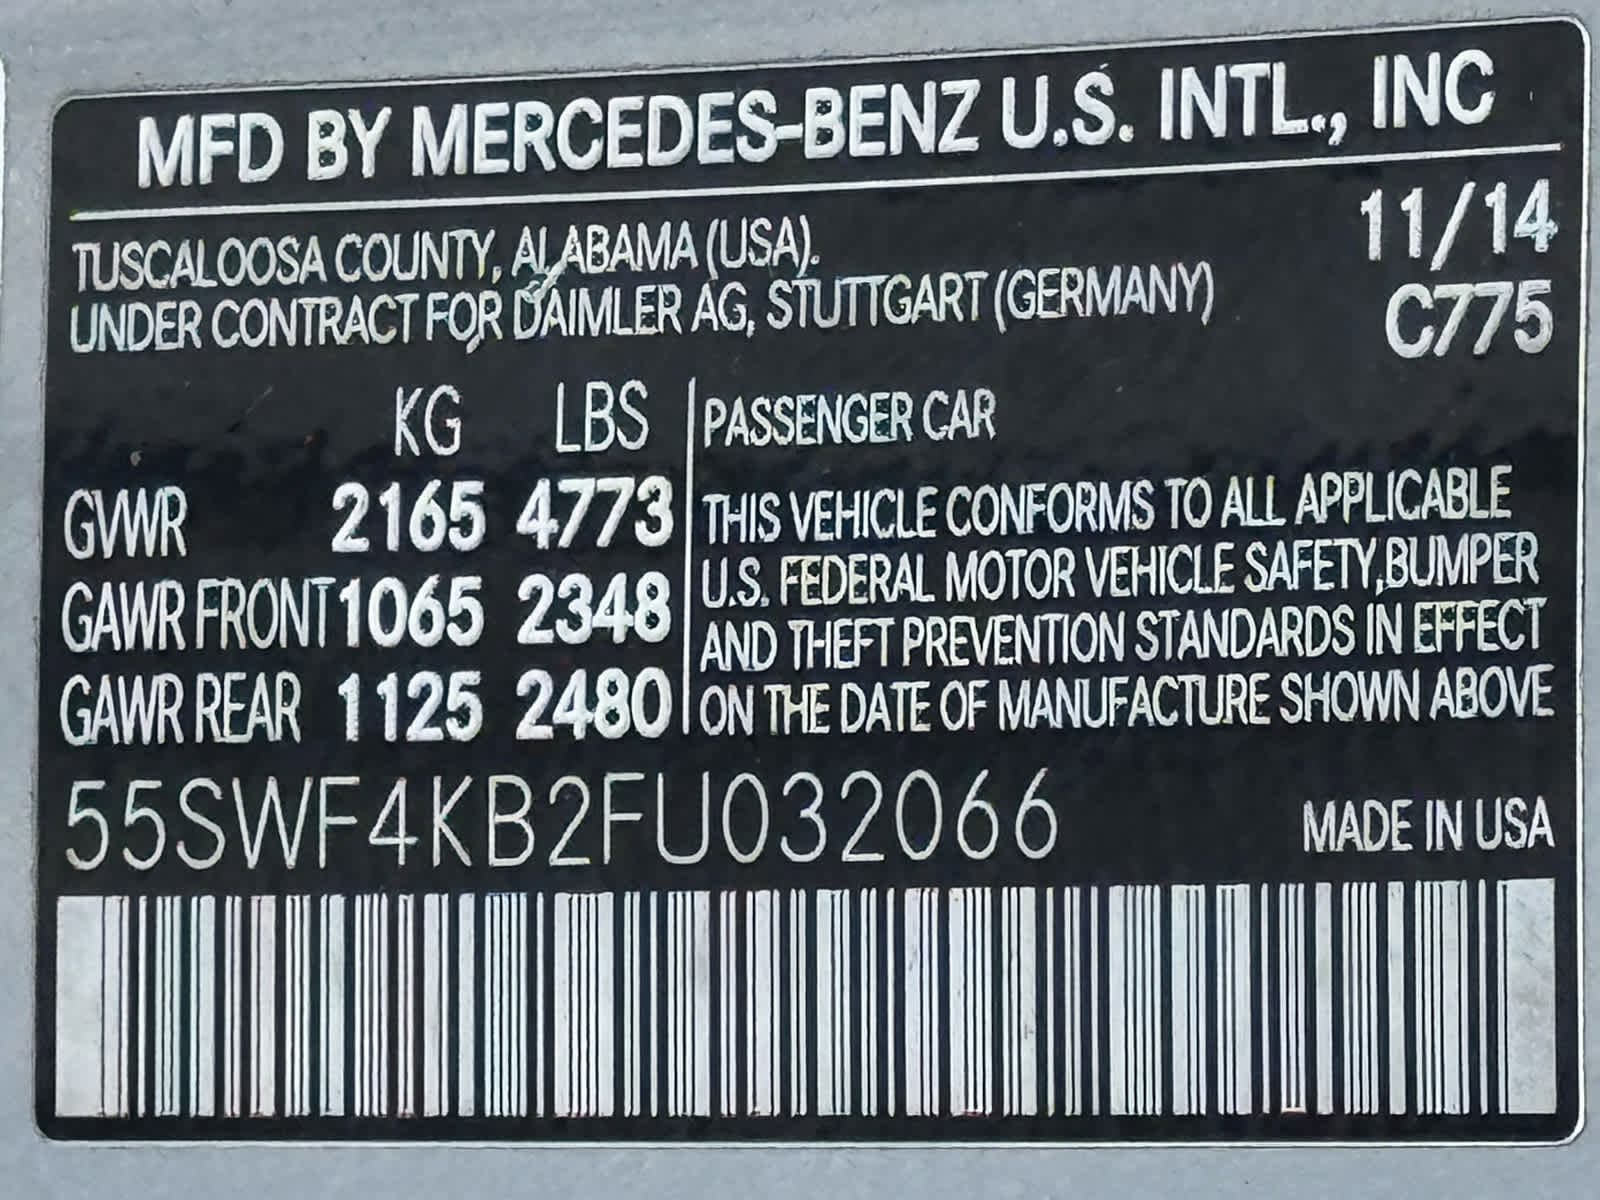 MFD BY MERCEDES-BENZ U.S. INTL., INC
11/14
TUSCALOOSA COUNTY, ALABAMA (USA).
UNDER CONTRACT FOR DAIMLER AG, STUTTGART (GERMANY)
C775
KG LBS
PASSENGER CAR
GVWR 2165 4773
GAWR FRONT 1065 2348
GAWR REAR 1125 2480
THIS VEHICLE CONFORMS TO ALL APPLICABLE
U.S. FEDERAL MOTOR VEHICLE SAFETY,BUMPER
AND THEFT PREVENTION STANDARDS IN EFFECT
ON THE DATE OF MANUFACTURE SHOWN ABOVE
55SWF4KB2FU032066
MADE IN USA